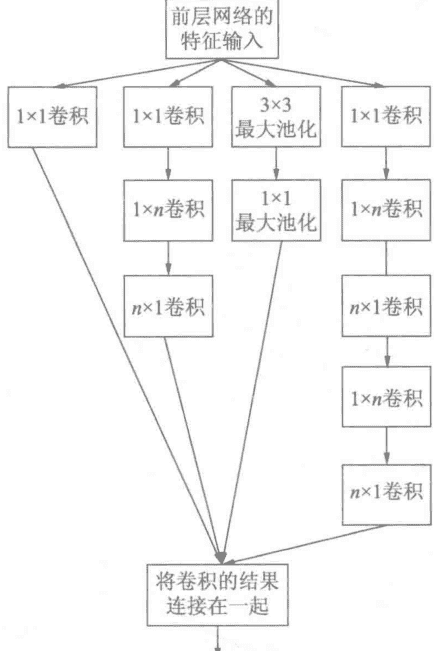 前层网络的
特征输入
1×1卷积
1×1卷积
3×3
最大池化
1×1卷积
1×n卷积
1×1
最大池化
1×n卷积
n×1卷积
n×1卷积
1×n卷积
n×1卷积
将卷积的结果
连接在一起